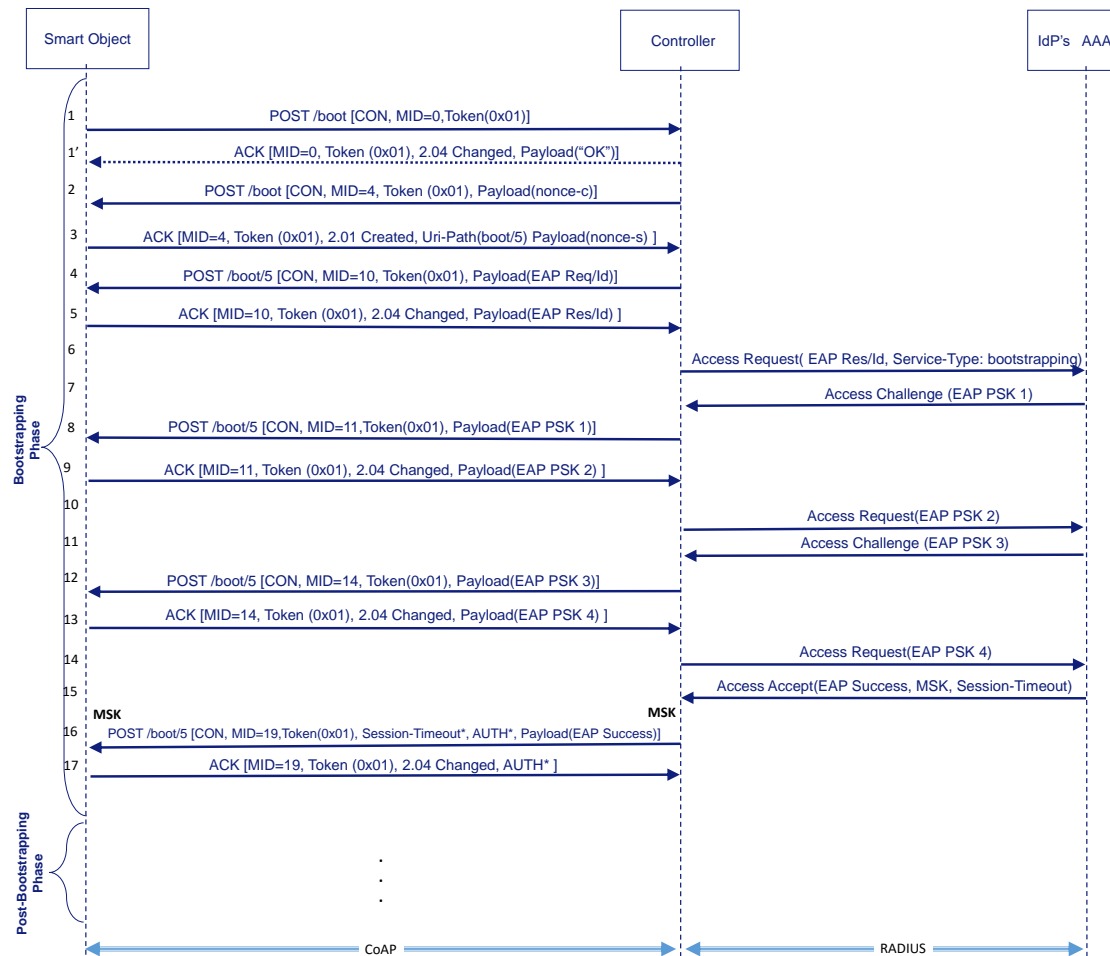 Smart Object
Controller
IdP's AAA
1
POST /boot [CON, MID=0,Token(0x01)]
1'
ACK [MID=0, Token (0x01), 2.04 Changed, Payload(“OK”)]
2
POST /boot [CON, MID=4, Token (0x01), Payload(nonce-c)]
3
ACK [MID=4, Token (0x01), 2.01 Created, Uri-Path(boot/5) Payload(nonce-s) ]
4
POST /boot/5 [CON, MID=10, Token(0x01), Payload(EAP Req/Id)]
5
ACK [MID=10, Token (0x01), 2.04 Changed, Payload(EAP Res/Id) ]
6
Access Request( EAP Res/Id, Service-Type: bootstrapping)
7
Access Challenge (EAP PSK 1)
8
POST /boot/5 [CON, MID=11,Token(0x01), Payload(EAP PSK 1)]
9
ACK [MID=11, Token (0x01), 2.04 Changed, Payload(EAP PSK 2) ]
10
Access Request(EAP PSK 2)
11
Access Challenge (EAP PSK 3)
12
POST /boot/5 [CON, MID=14, Token(0x01), Payload(EAP PSK 3)]
13
ACK [MID=14, Token (0x01), 2.04 Changed, Payload(EAP PSK 4) ]
14
Access Request(EAP PSK 4)
15
Access Accept(EAP Success, MSK, Session-Timeout)
MSK
MSK
16
POST /boot/5 [CON, MID=19,Token(0x01), Session-Timeout*, AUTH*, Payload(EAP Success)]
17
ACK [MID=19, Token (0x01), 2.04 Changed, AUTH* ]
Bootstrapping
Phase
Post-Bootstrapping
Phase
.
.
.
CoAP
RADIUS